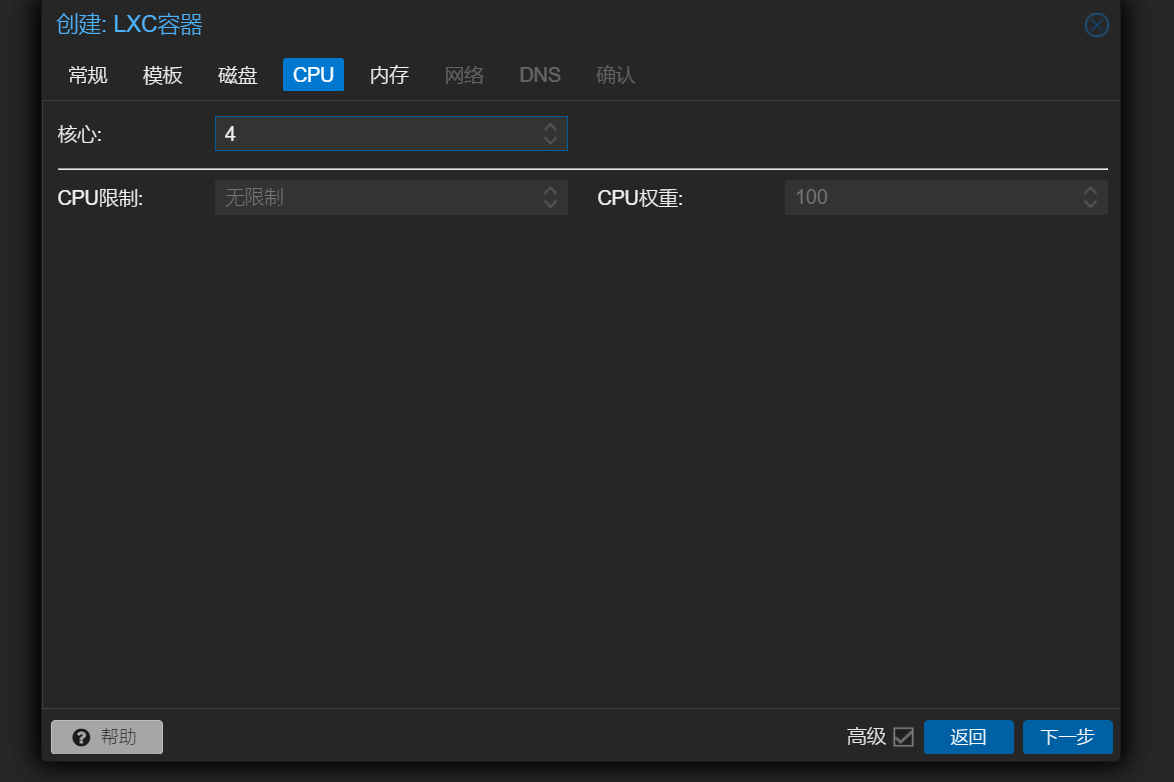 创建: LXC容器
常规 模板 磁盘 CPU 内存 网络 DNS 确认
核心: 4
CPU限制: 无限制 CPU权重: 100
帮助 高级 返回 下一步